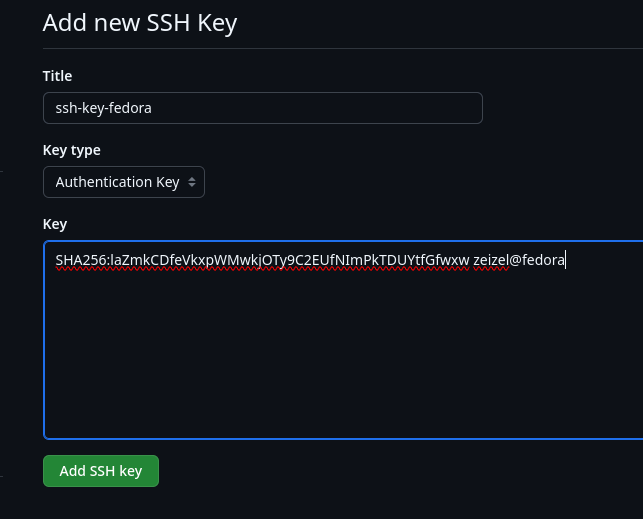 Add new SSH Key
Title
ssh-key-fedora
Key type
Authentication Key
Key
SHA256:laZmkCDfeVkxpWMwkjOTy9C2EUfNImPkTDUYtfGfwxw zeizel@fedora
Add SSH key